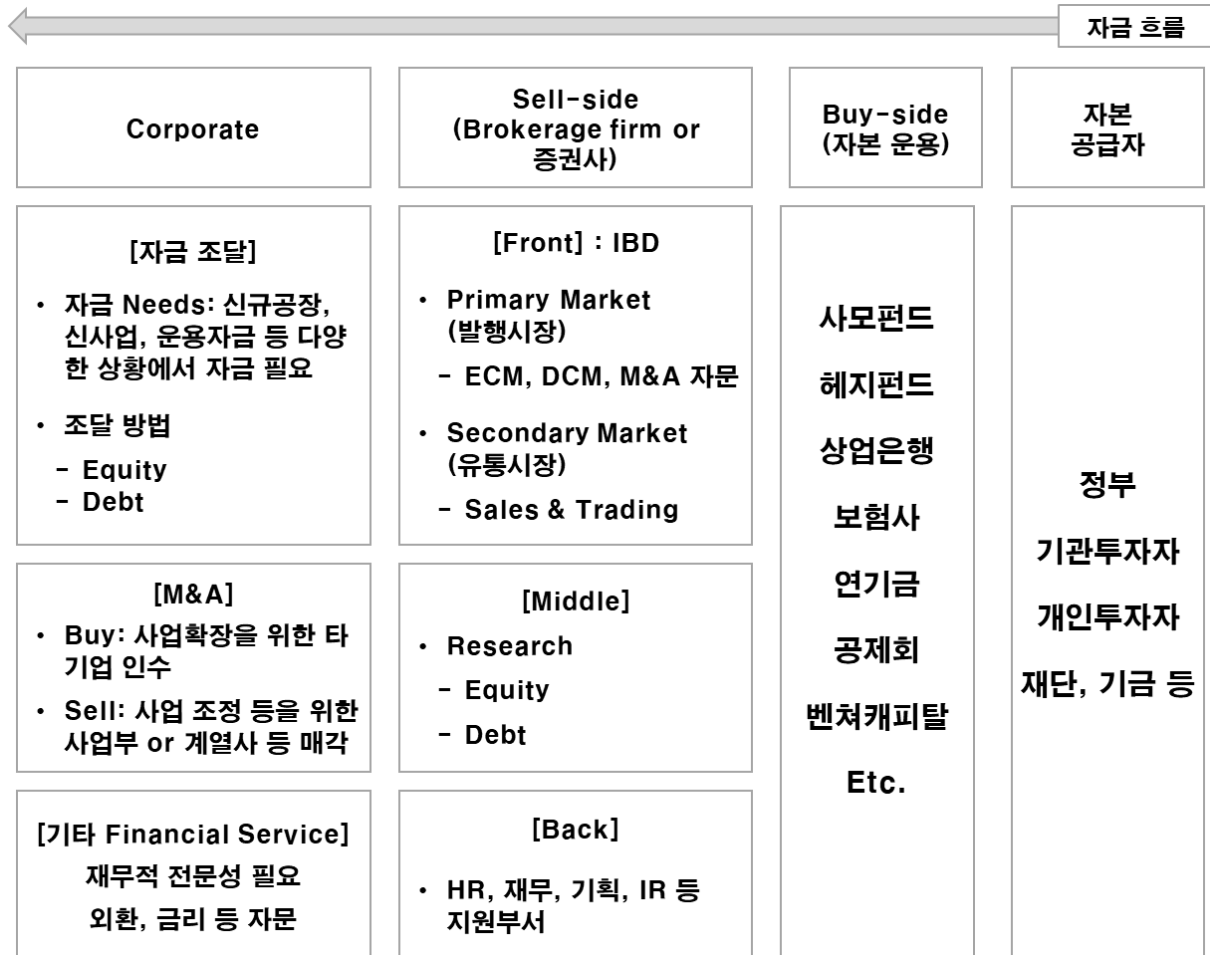 자금 흐름
Corporate
Sell-side
(Brokerage firm or
증권사)
Buy-side
(자본 운용)
자본
공급자
[자금 조달]
• 자금 Needs: 신규공장,
신사업, 운용자금 등 다양
한 상황에서 자금 필요
• 조달 방법
- Equity
- Debt
[M&A]
• Buy: 사업확장을 위한 타
기업 인수
• Sell: 사업 조정 등을 위한
사업부 or 계열사 등 매각
[기타 Financial Service]
재무적 전문성 필요
외환, 금리 등 자문
[Front] : IBD
• Primary Market
(발행시장)
- ECM, DCM, M&A 자문
• Secondary Market
(유통시장)
- Sales & Trading
[Middle]
• Research
- Equity
- Debt
[Back]
• HR, 재무, 기획, IR 등
지원부서
사모펀드
헤지펀드
상업은행
보험사
연기금
공제회
벤쳐캐피탈
Etc.
정부
기관투자자
개인투자자
재단, 기금 등